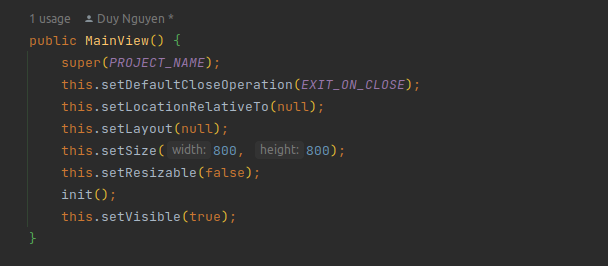 1 usage Duy Nguyen *
public MainView() {
super(PROJECT_NAME);
this.setDefaultCloseOperation(EXIT_ON_CLOSE);
this.setLocationRelativeTo(null);
this.setLayout(null);
this.setSize( width: 800, height: 800);
this.setResizable(false);
init();
this.setVisible(true);
}